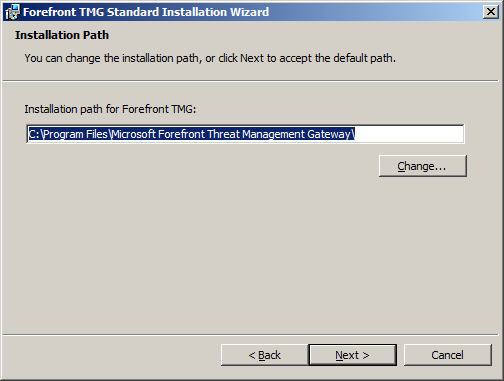 Forefront TMG Standard Installation Wizard
Installation Path
You can change the installation path, or click Next to accept the default path.
Installation path for Forefront TMG:
C:\Program Files\Microsoft Forefront Threat Management Gateway\
Change...
< Back Next > Cancel